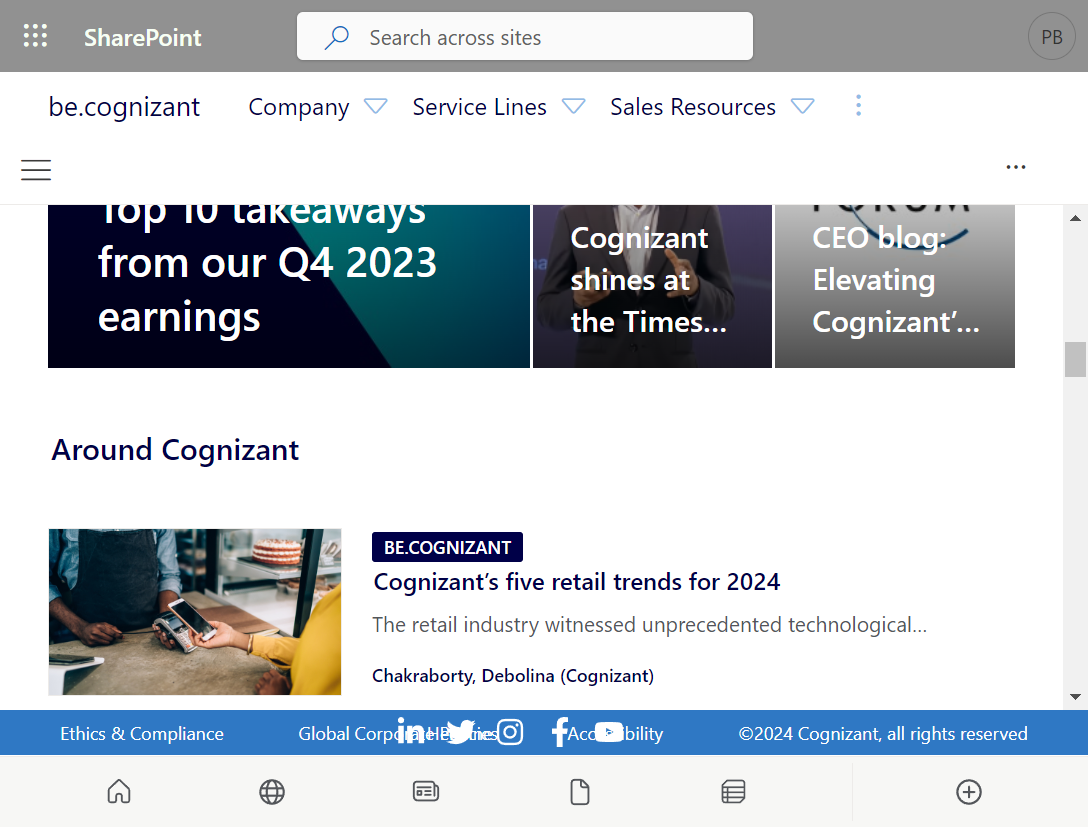 SharePoint
Search across sites
PB
be.cognizant
Company
Service Lines
Sales Resources
Top 10 takeaways
from our Q4 2023
earnings
Cognizant
shines at
the Times...
FORUM
CEO blog:
Elevating
Cognizant’...
Around Cognizant
BE.COGNIZANT
Cognizant’s five retail trends for 2024
The retail industry witnessed unprecedented technological...
Chakraborty, Debolina (Cognizant)
Ethics & Compliance
Global Corporate
Accessibility
©2024 Cognizant, all rights reserved